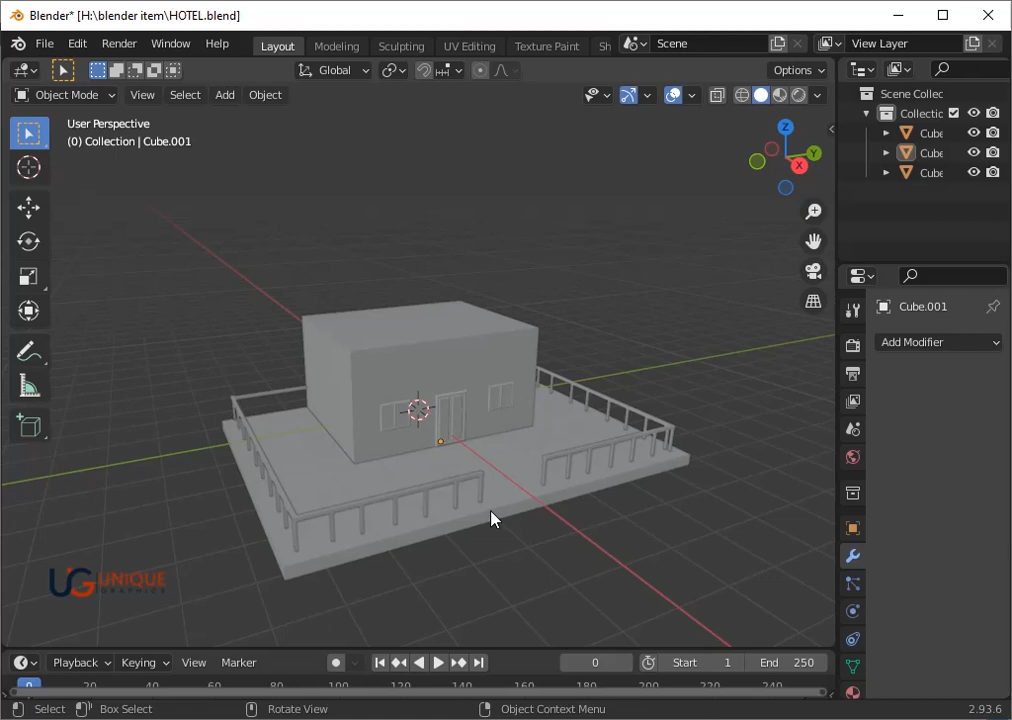 Blender* [H:\blender item\HOTEL.blend]
File Edit Render Window Help Layout Modeling Sculpting UV Editing Texture Paint Sh Scene View Layer
Global Options
Object Mode View Select Add Object
User Perspective
(0) Collection | Cube.001
Z
Y
X
Scene Collec
Collectic
Cube
Cube
Cube
Cube.001
Add Modifier
UG UNIQUE
GRAPHICS
Playback Keying View Marker 0 Start 1 End 250
0 20 40 60 80 100 120 140 160 180 200 220 240
Select Box Select Rotate View Object Context Menu 2.93.6